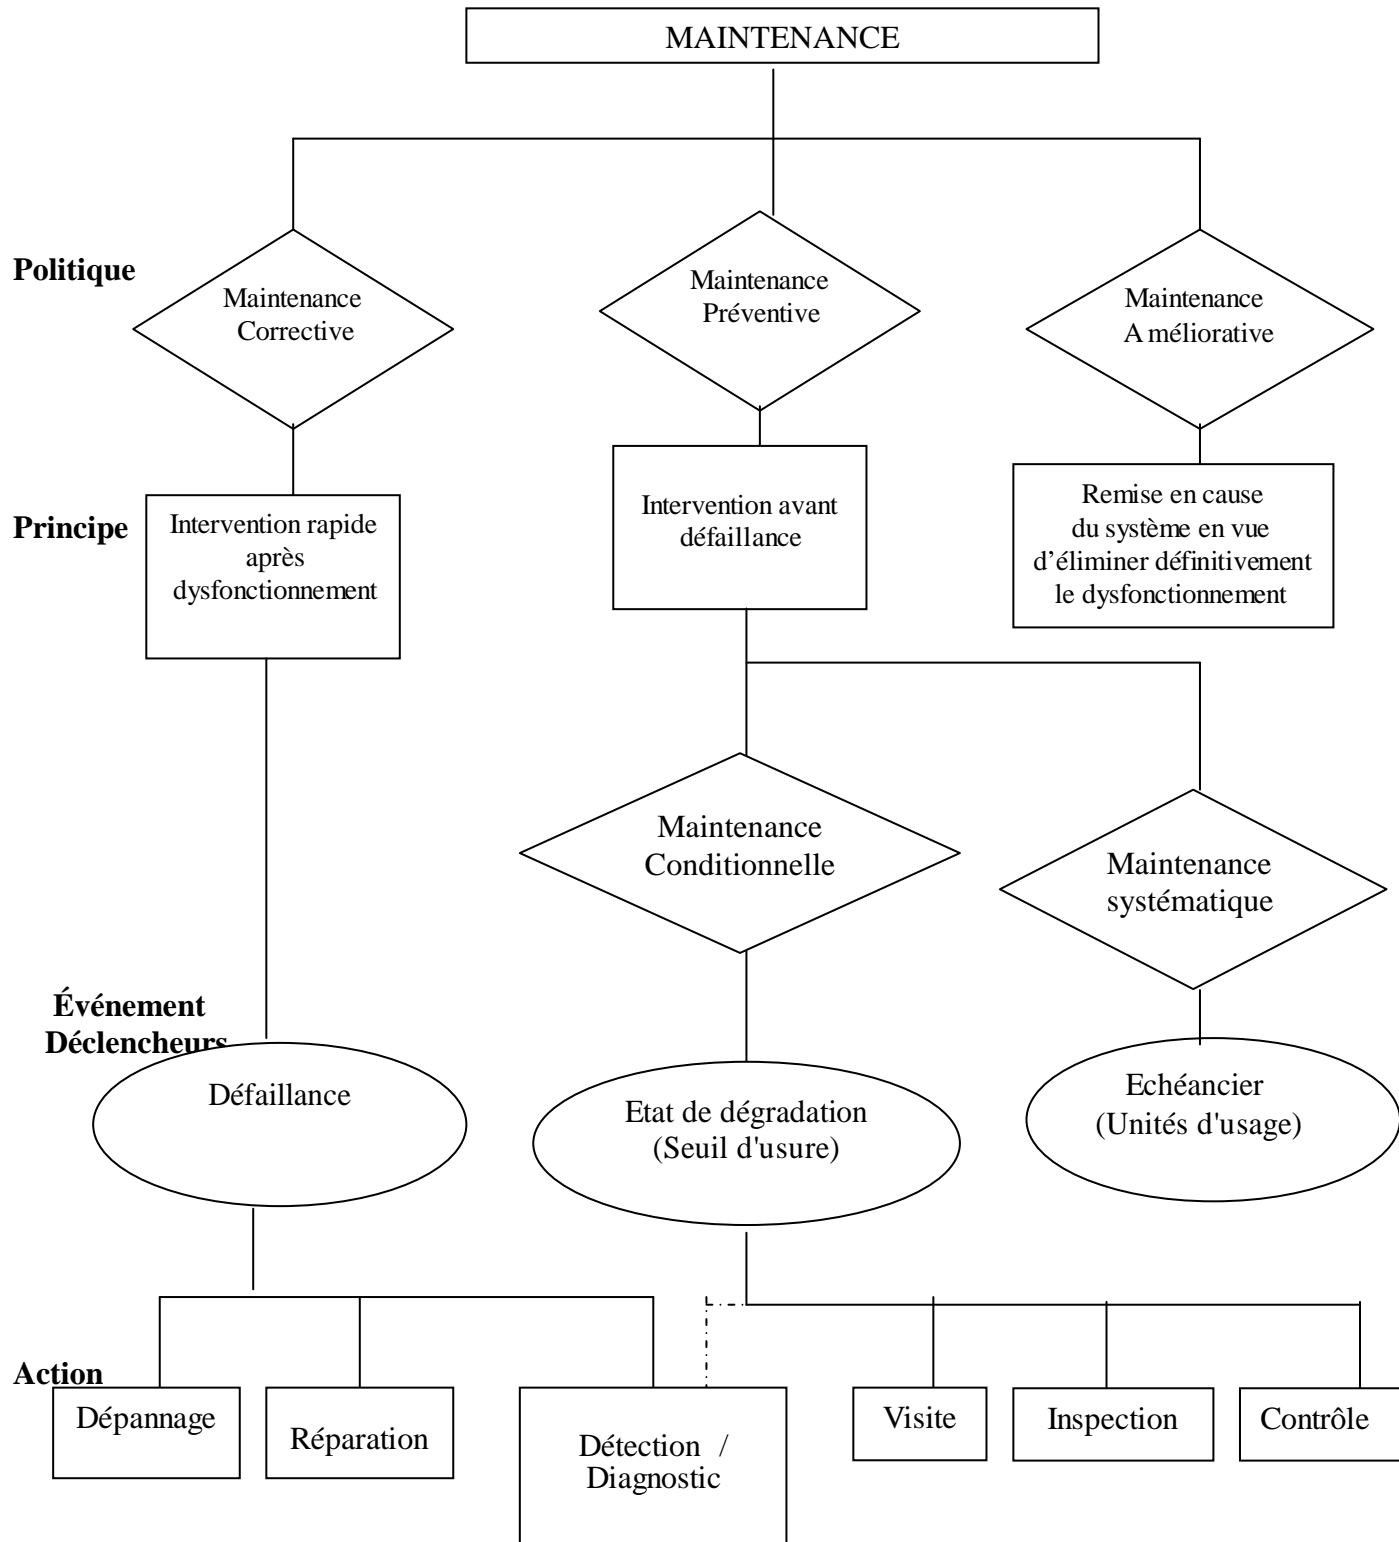 MAINTENANCE
Politique
Maintenance
Corrective
Maintenance
Préventive
Maintenance
Améliorative
Principe
Intervention rapide
après
dysfonctionnement
Intervention avant
défaillance
Remise en cause
du système en vue
d’éliminer définitivement
le dysfonctionnement
Maintenance
Conditionnelle
Maintenance
systématique
Événement
Déclencheurs
Défaillance
Etat de dégradation
(Seuil d'usure)
Echéancier
(Unités d'usage)
Action
Dépannage
Réparation
Détection /
Diagnostic
Visite
Inspection
Contrôle